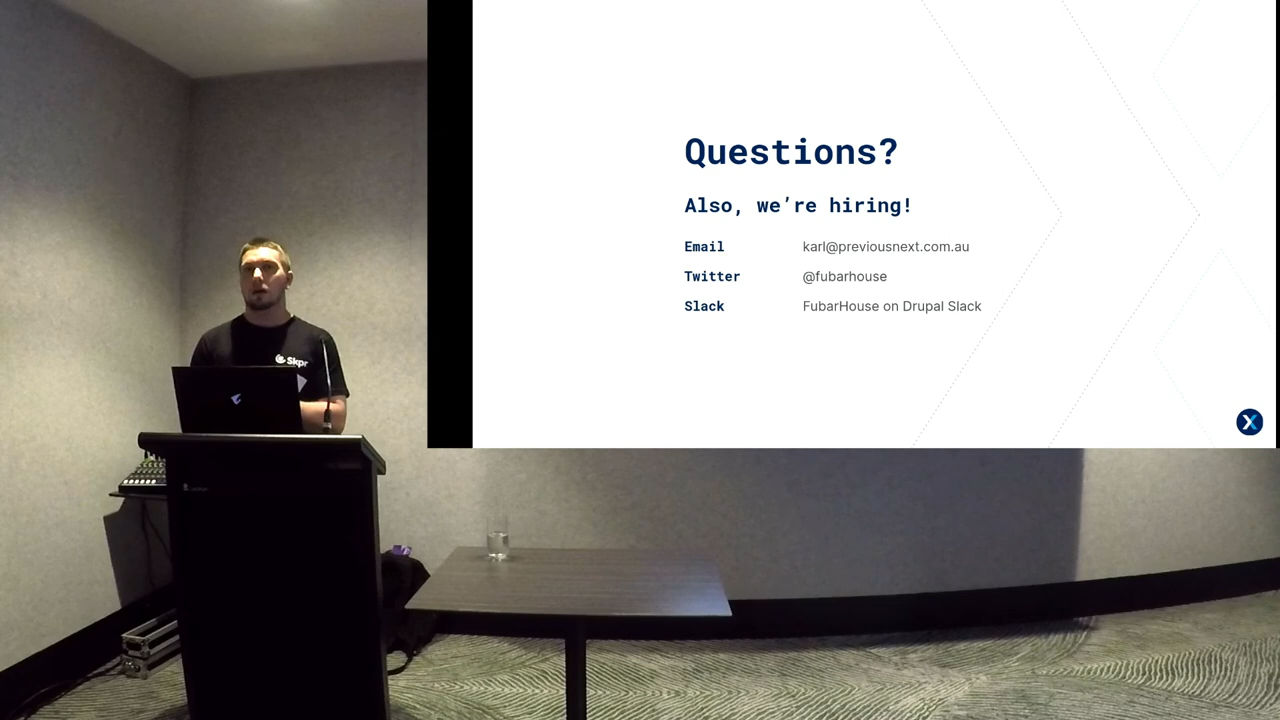 Questions?
Also, we’re hiring!
Email karl@previousnext.com.au
Twitter @fubarhouse
Slack FubarHouse on Drupal Slack
Skpr